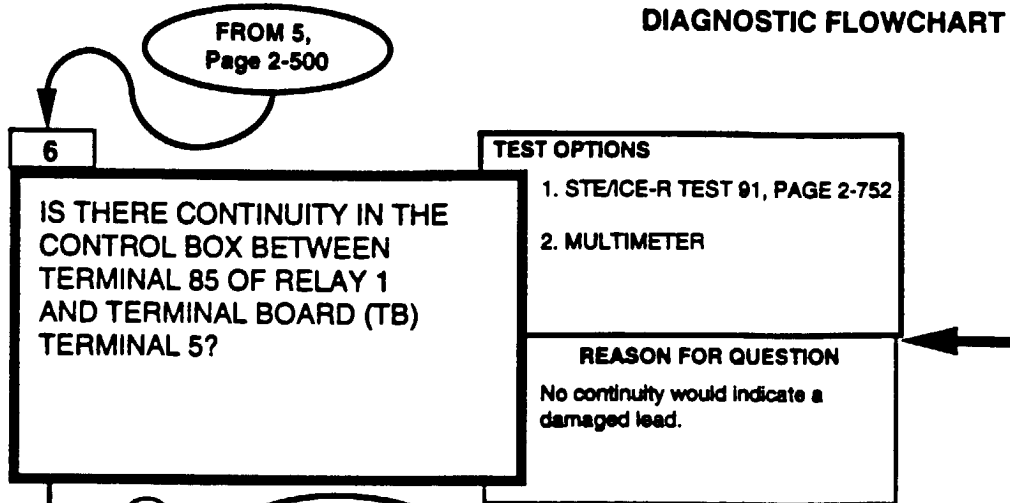 DIAGNOSTIC FLOWCHART
FROM 5,
Page 2-500
6
IS THERE CONTINUITY IN THE
CONTROL BOX BETWEEN
TERMINAL 85 OF RELAY 1
AND TERMINAL BOARD (TB)
TERMINAL 5?
TEST OPTIONS
1. STE/ICE-R TEST 91, PAGE 2-752
2. MULTIMETER
REASON FOR QUESTION
No continuity would indicate a
damaged lead.